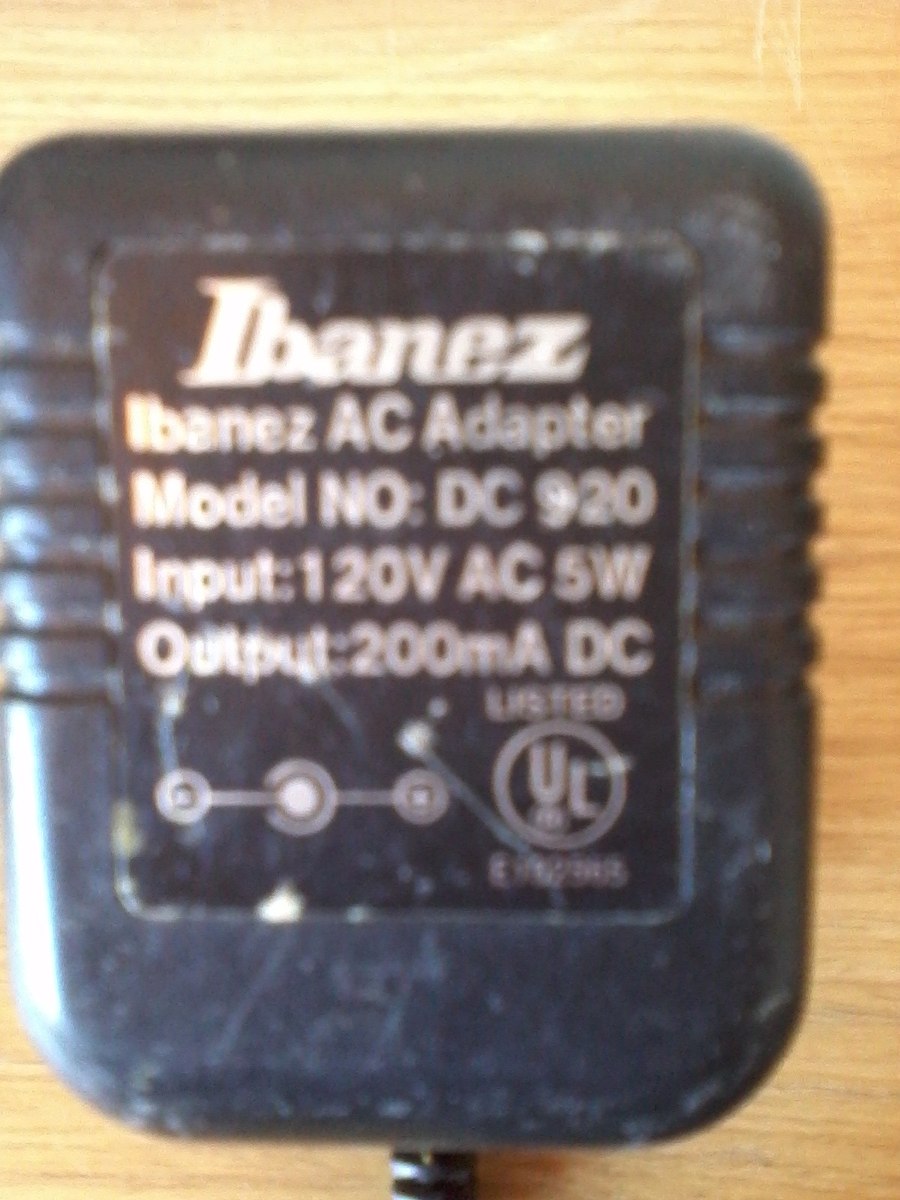 Ibanez
Ibanez AC Adapter
Model NO: DC 920
Input:120V AC 5W
Output:200mA DC
LISTED
UL